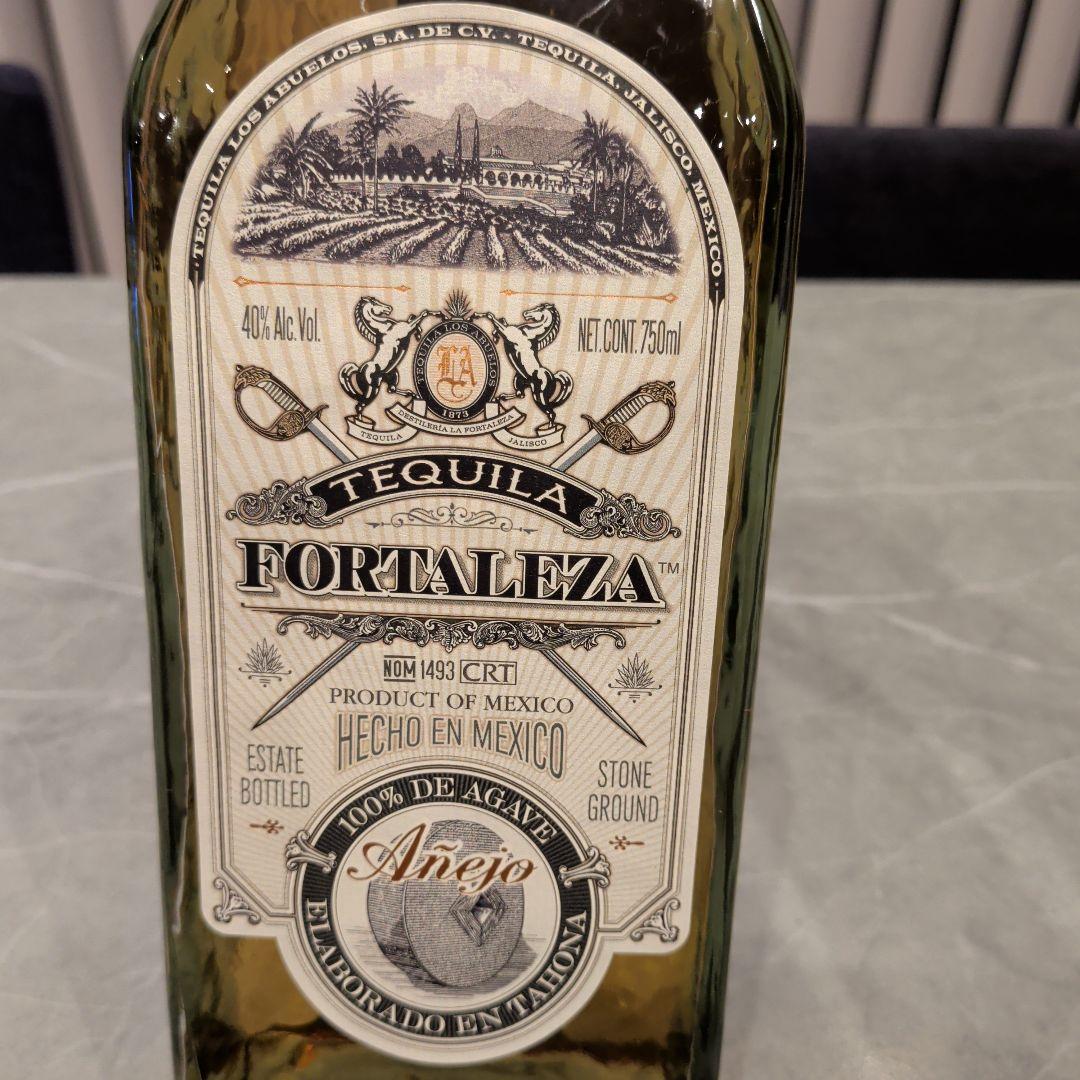 TEQUILA LOS ABUELOS, S.A. DE C.V. - TEQUILA, JALISCO, MEXICO
40% Alc. Vol.
NET.CONT. 750ml
TEQUILA LOS ABUELOS
LA
1873
DESTILERÍA LA FORTALEZA
TEQUILA
JALISCO
TEQUILA
FORTALEZA™
NOM 1493 CRT
PRODUCT OF MEXICO
HECHO EN MEXICO
ESTATE
BOTTLED
STONE
GROUND
100% DE AGAVE
Añejo
ELABORADO EN TAHONA